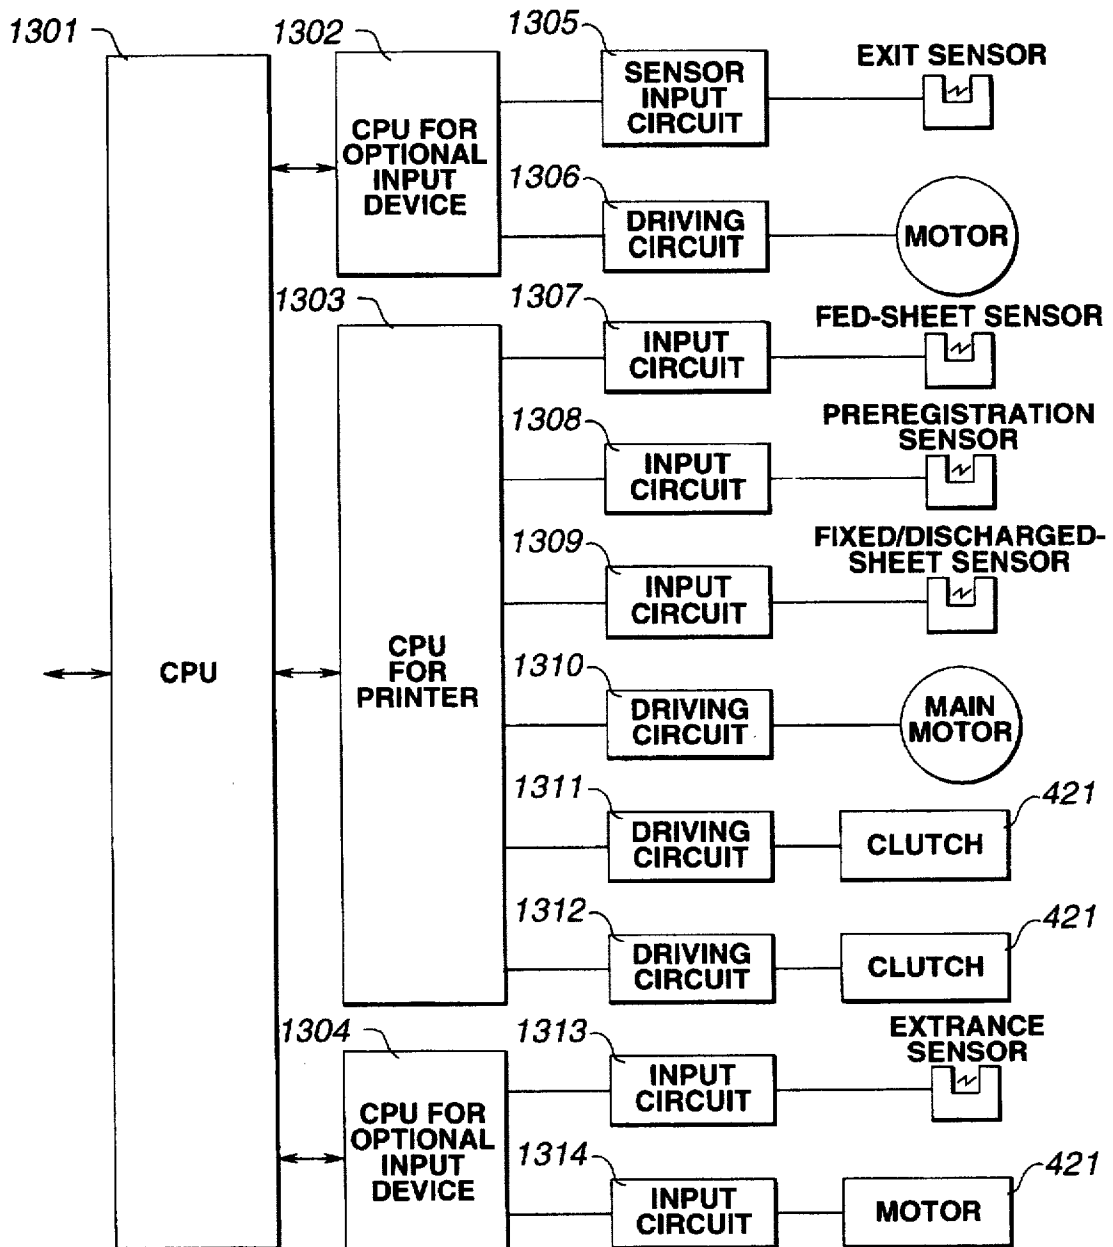 1301
1302
1305
EXIT SENSOR
SENSOR
INPUT
CIRCUIT
CPU FOR
OPTIONAL
INPUT
DEVICE
1306
DRIVING
CIRCUIT
MOTOR
1303
1307
FED-SHEET SENSOR
INPUT
CIRCUIT
1308
PREREGISTRATION
SENSOR
INPUT
CIRCUIT
1309
FIXED/DISCHARGED-
SHEET SENSOR
INPUT
CIRCUIT
CPU
CPU
FOR
PRINTER
1310
DRIVING
CIRCUIT
MAIN
MOTOR
1311
421
DRIVING
CIRCUIT
CLUTCH
1312
421
DRIVING
CIRCUIT
CLUTCH
1304
1313
EXTRANCE
SENSOR
INPUT
CIRCUIT
CPU FOR
OPTIONAL
INPUT
DEVICE
1314
421
INPUT
CIRCUIT
MOTOR